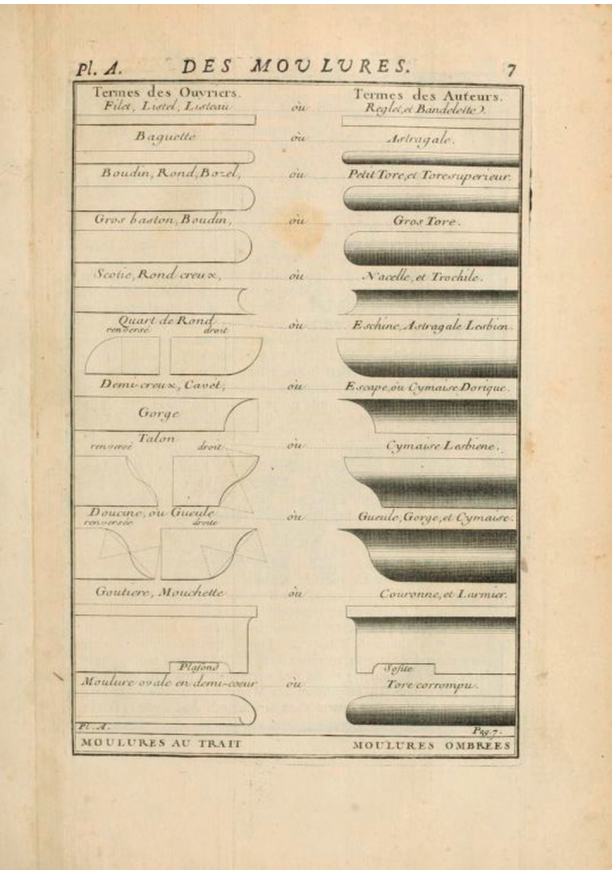 Pl. A. DES MOULURES. 7
Termes des Ouvriers. Termes des Auteurs.
Filet, Listel, Listeau ou Reglet, et Bandelette).
Baguette ou Astragale.
Boudin, Rond, Bozel, ou Petit Tore, et Tore superieur.
Gros baston, Boudin, ou Gros Tore.
Scotie, Rond creux, ou Nacelle, et Trochile.
Quart de Rond ou Eschine, Astragale Lesbien.
renversé droit
Demi-creux, Cavet, ou Escape, ou Cymaise Dorique.
Gorge
Talon ou Cymaise Lesbiene.
renversé droit
Doucine, ou Gueule ou Gueule, Gorge, et Cymaise.
renversée droite
Goutiere, Mouchette ou Couronne, et Larmier.
Plafond Sofite
Moulure ovale en demi-coeur ou Tore corrompu.
Pl. A. Pag. 7.
MOULURES AU TRAIT MOULURES OMBREES